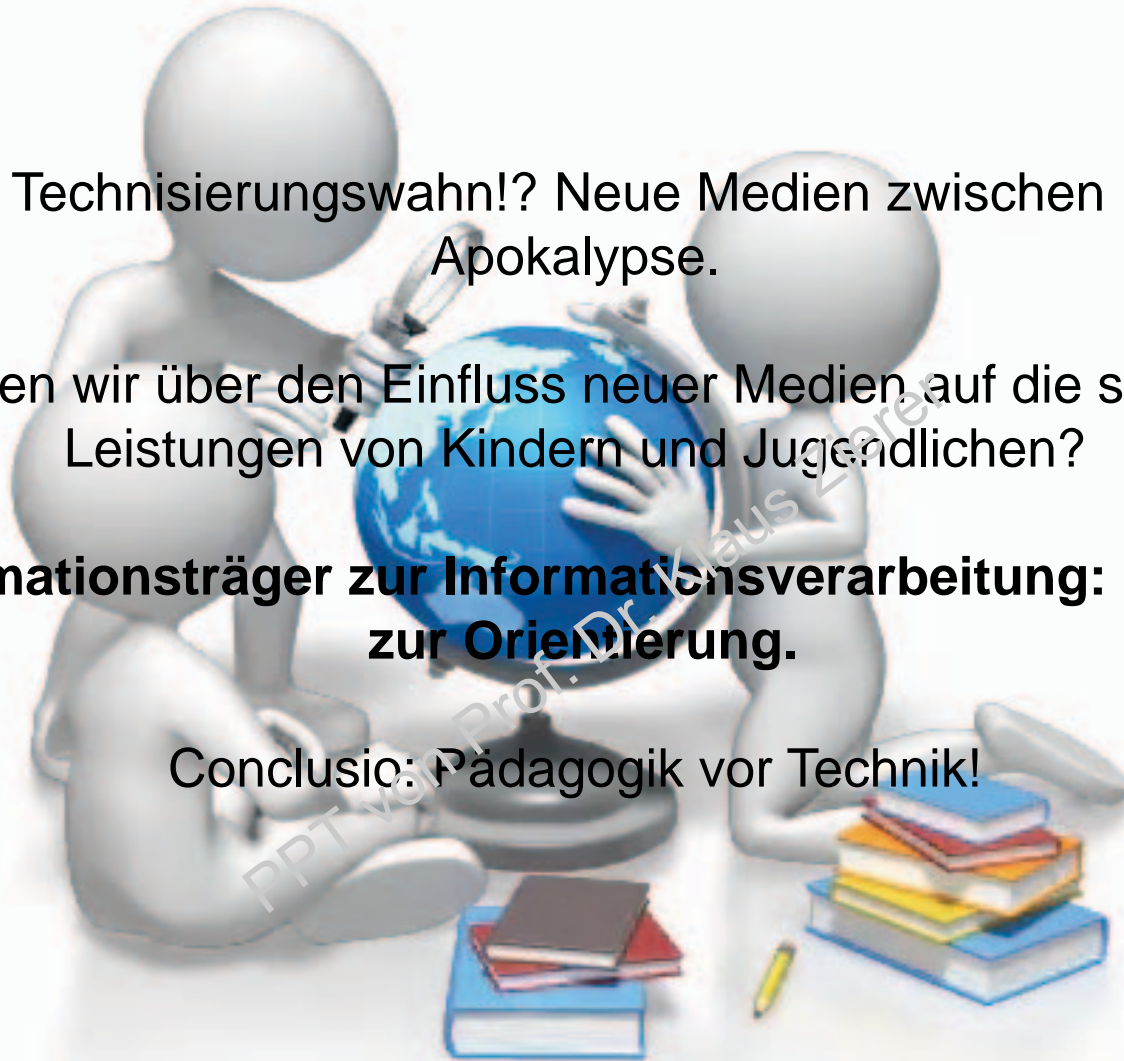 Technisierungswahn!? Neue Medien zwischen
Apokalypse.
en wir über den Einfluss neuer Medien auf die s
Leistungen von Kindern und Jugendlichen?
mationsträger zur Informationsverarbeitung:
zur Orientierung.
Conclusio: Pädagogik vor Technik!
PPT von Prof. Dr. Klaus Zierer